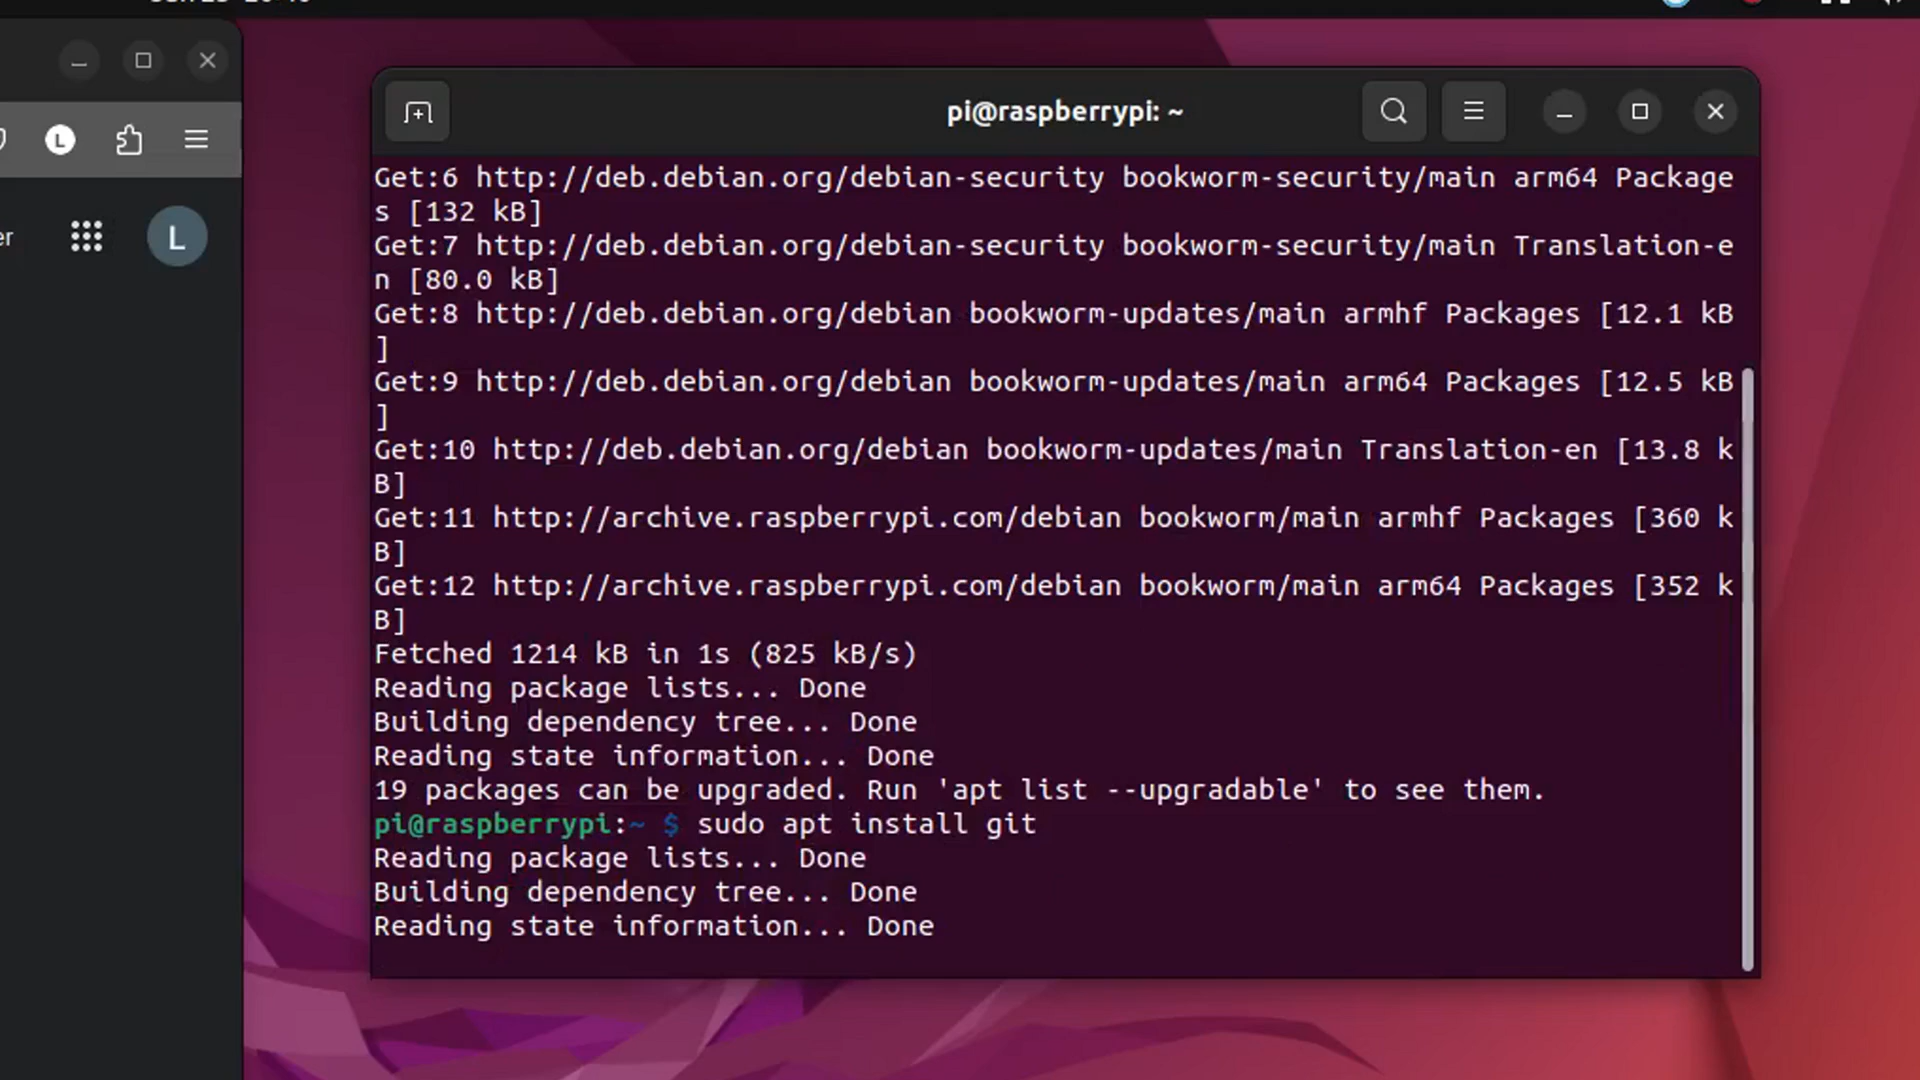 pi@raspberrypi: ~
L
er
L
Get:6 http://deb.debian.org/debian-security bookworm-security/main arm64 Package
s [132 kB]
Get:7 http://deb.debian.org/debian-security bookworm-security/main Translation-e
n [80.0 kB]
Get:8 http://deb.debian.org/debian bookworm-updates/main armhf Packages [12.1 kB
]
Get:9 http://deb.debian.org/debian bookworm-updates/main arm64 Packages [12.5 kB
]
Get:10 http://deb.debian.org/debian bookworm-updates/main Translation-en [13.8 k
B]
Get:11 http://archive.raspberrypi.com/debian bookworm/main armhf Packages [360 k
B]
Get:12 http://archive.raspberrypi.com/debian bookworm/main arm64 Packages [352 k
B]
Fetched 1214 kB in 1s (825 kB/s)
Reading package lists... Done
Building dependency tree... Done
Reading state information... Done
19 packages can be upgraded. Run 'apt list --upgradable' to see them.
pi@raspberrypi:~ $ sudo apt install git
Reading package lists... Done
Building dependency tree... Done
Reading state information... Done